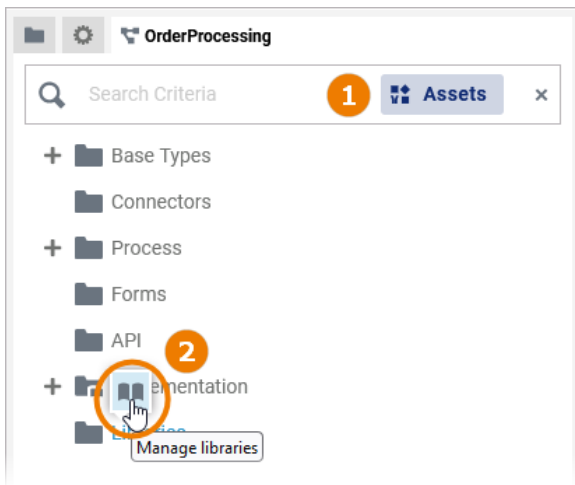 OrderProcessing
Search Criteria 1 Assets ×
+ Base Types
Connectors
+ Process
Forms
API
2
+ ementation
Manage libraries